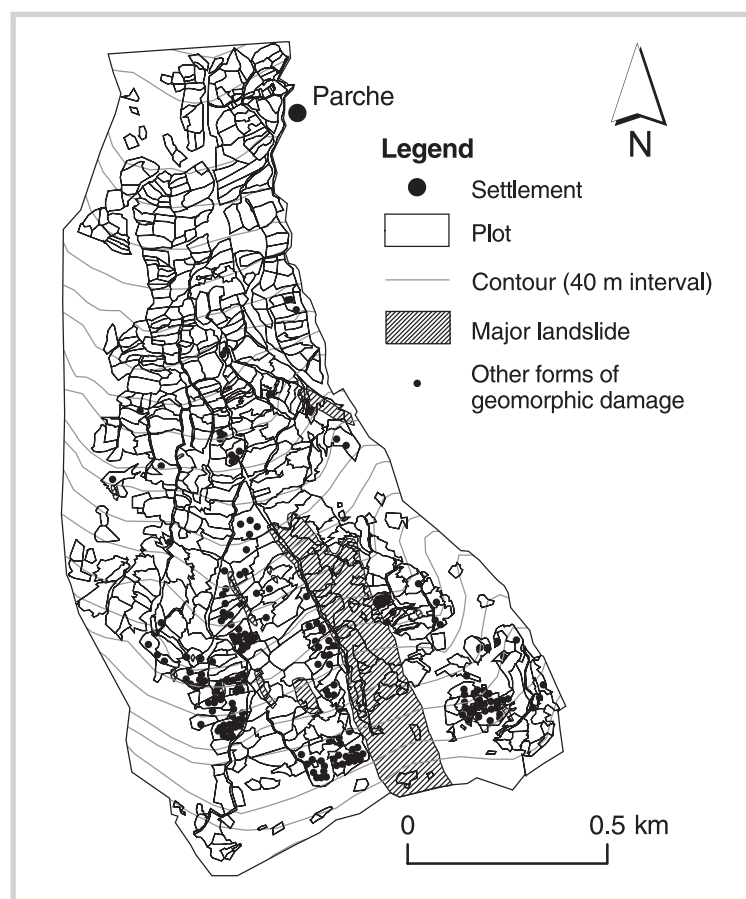 Parche
N
Legend
Settlement
Plot
Contour (40 m interval)
Major landslide
Other forms of
geomorphic damage
0
0.5 km